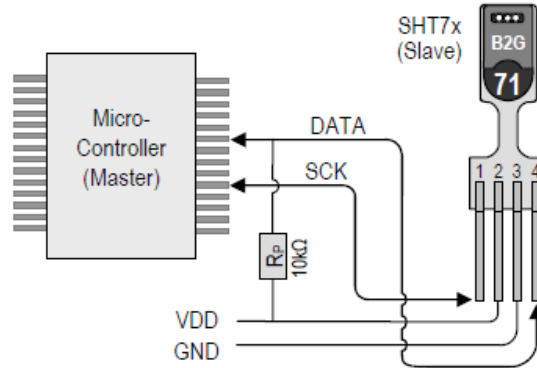 SHT7x
(Slave)
B2G
71
Micro-
Controller
(Master)
DATA
SCK
1 2 3 4
RP
10kΩ
VDD
GND